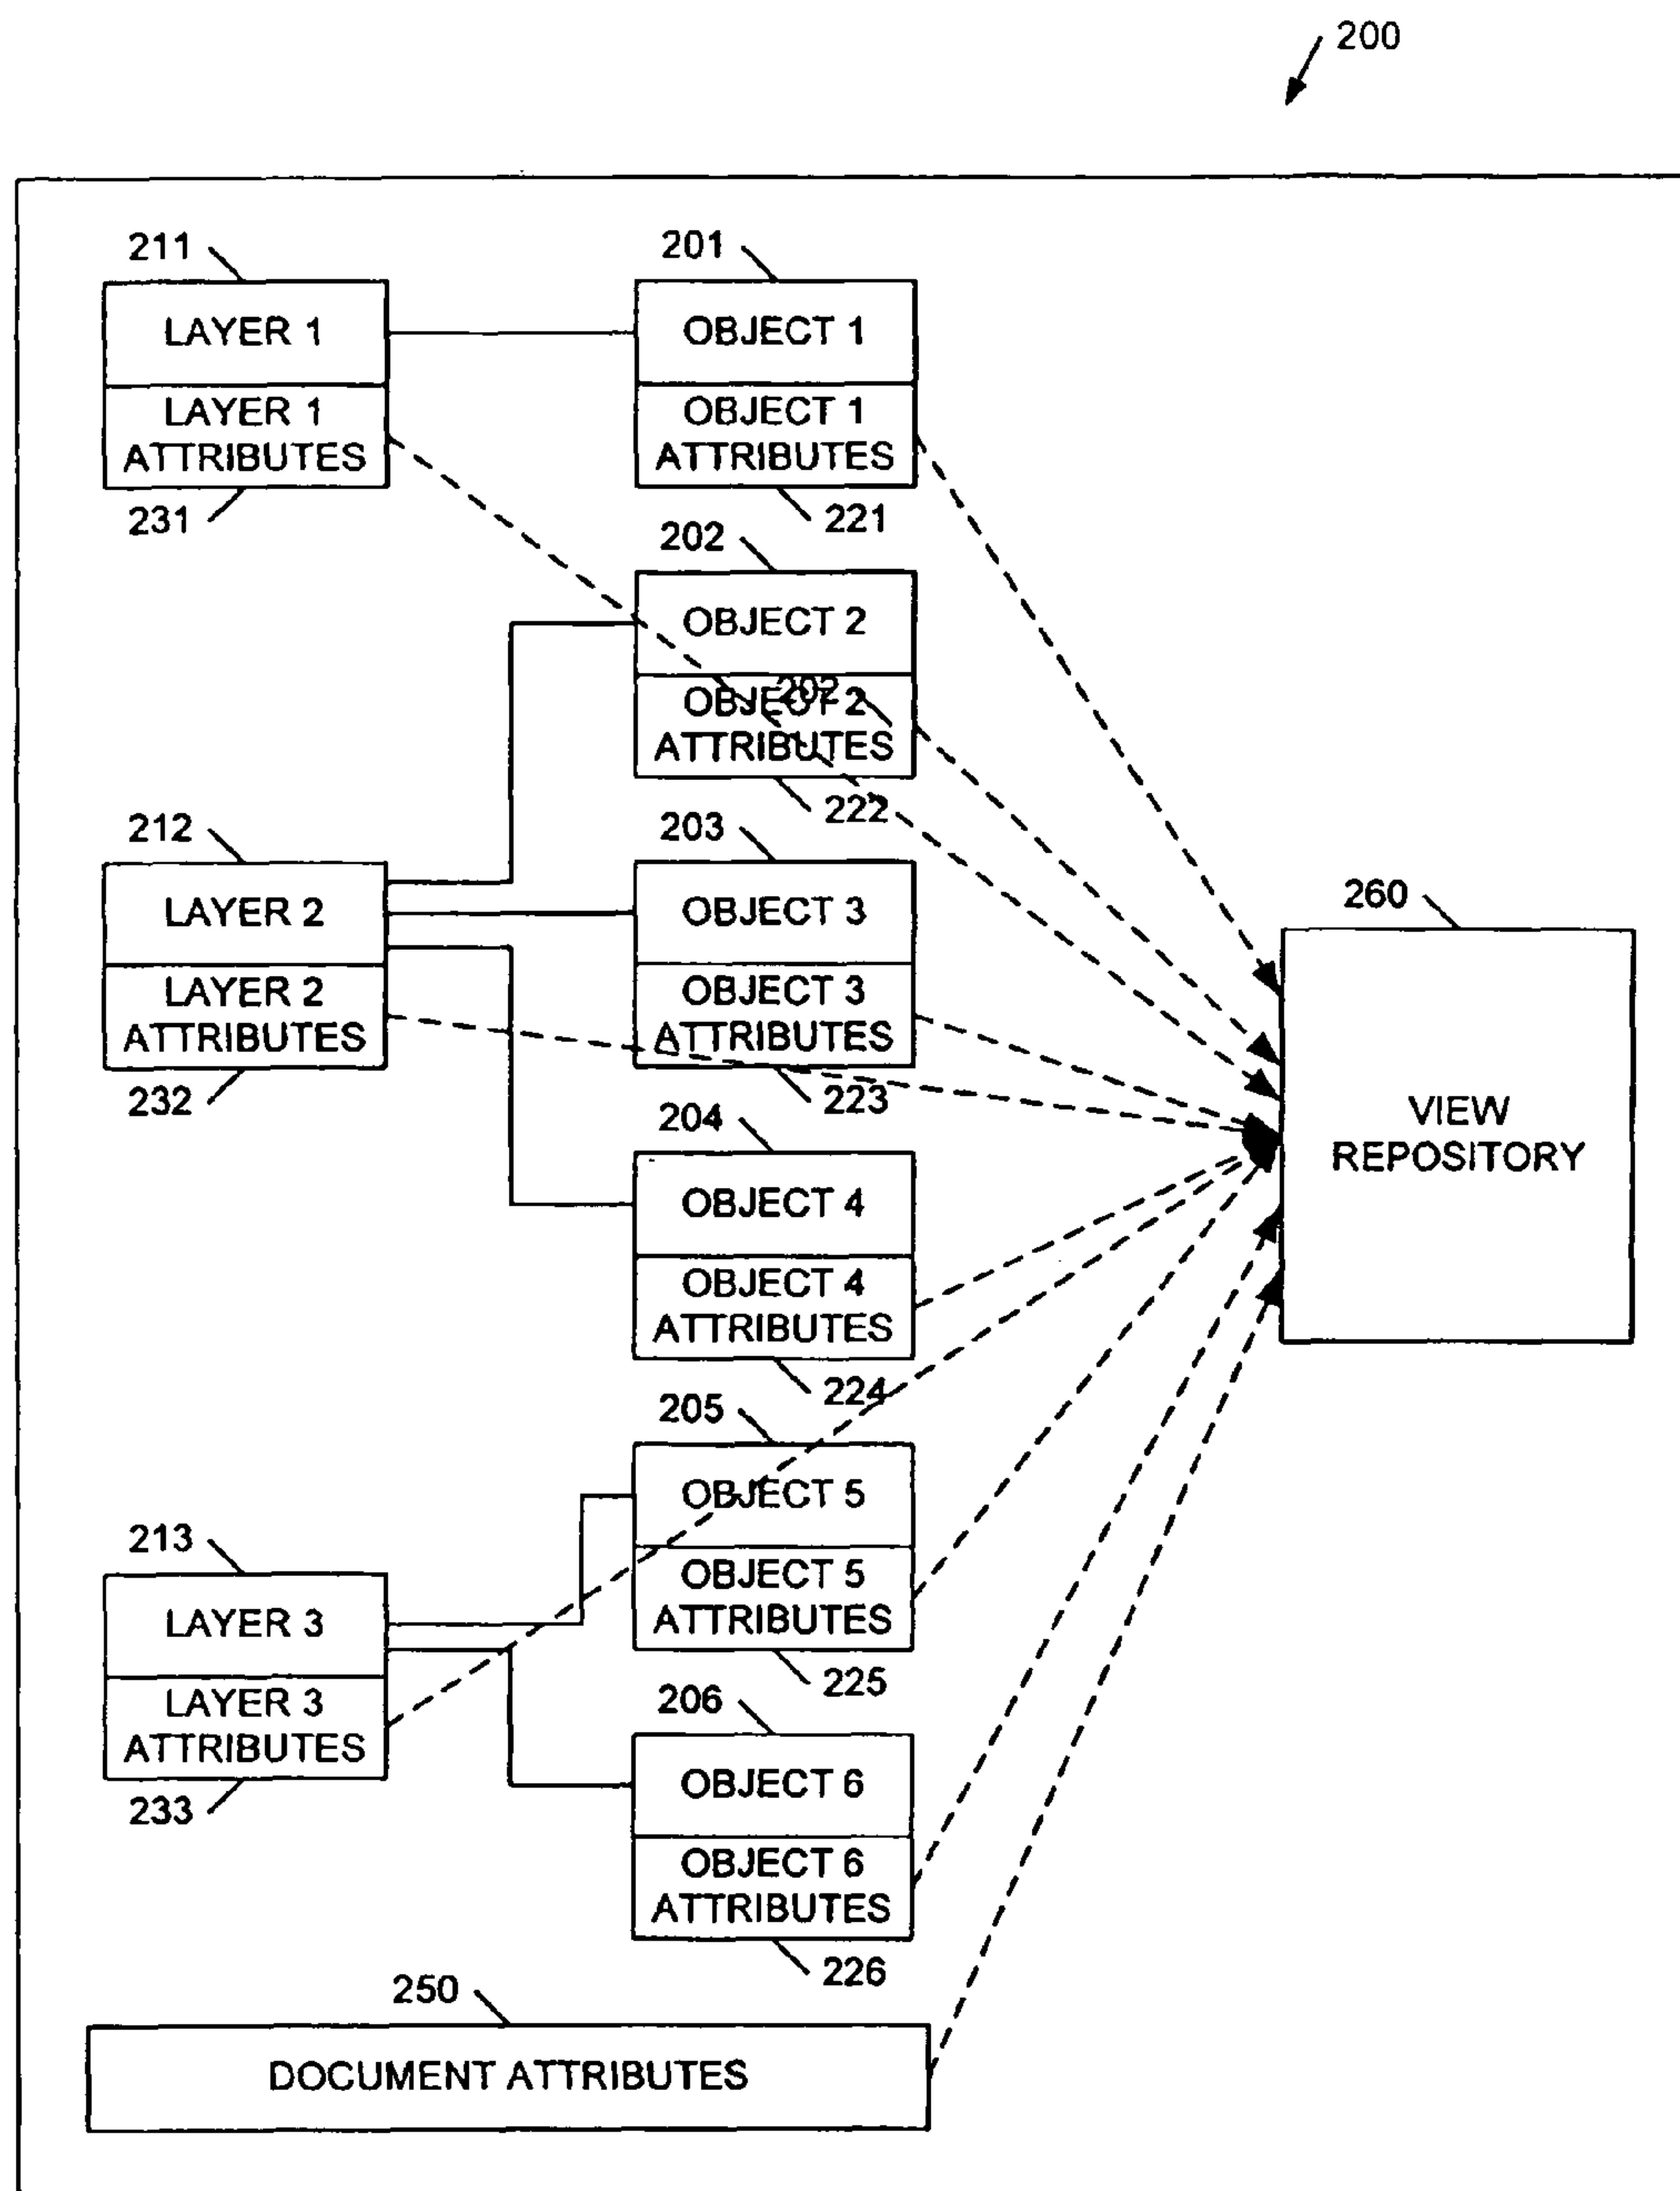 200
211
201
LAYER 1
OBJECT 1
LAYER 1
ATTRIBUTES
OBJECT 1
ATTRIBUTES
231
221
202
OBJECT 2
202
OBJECT 2
ATTRIBUTES
222
212
203
260
LAYER 2
OBJECT 3
LAYER 2
ATTRIBUTES
OBJECT 3
ATTRIBUTES
232
223
VIEW
REPOSITORY
204
OBJECT 4
OBJECT 4
ATTRIBUTES
224
205
OBJECT 5
213
LAYER 3
OBJECT 5
ATTRIBUTES
225
LAYER 3
ATTRIBUTES
206
233
OBJECT 6
OBJECT 6
ATTRIBUTES
226
250
DOCUMENT ATTRIBUTES